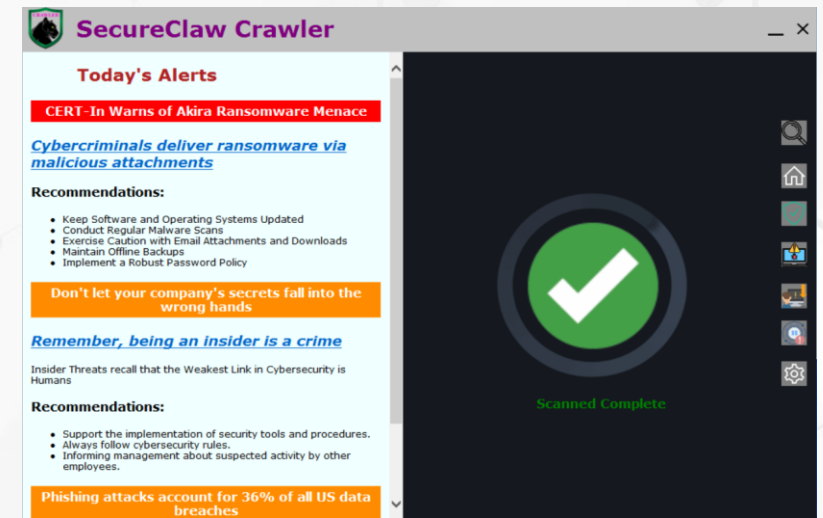 SecureClaw Crawler
Today's Alerts
CERT-In Warns of Akira Ransomware Menace
Cybercriminals deliver ransomware via
malicious attachments
Recommendations:
• Keep Software and Operating Systems Updated
• Conduct Regular Malware Scans
• Exercise Caution with Email Attachments and Downloads
• Maintain Offline Backups
• Implement a Robust Password Policy
Don't let your company's secrets fall into the
wrong hands
Remember, being an insider is a crime
Insider Threats recall that the Weakest Link in Cybersecurity is
Humans
Recommendations:
• Support the implementation of security tools and procedures.
• Always follow cybersecurity rules.
• Informing management about suspected activity by other
employees.
Phishing attacks account for 36% of all US data
breaches
Scanned Complete